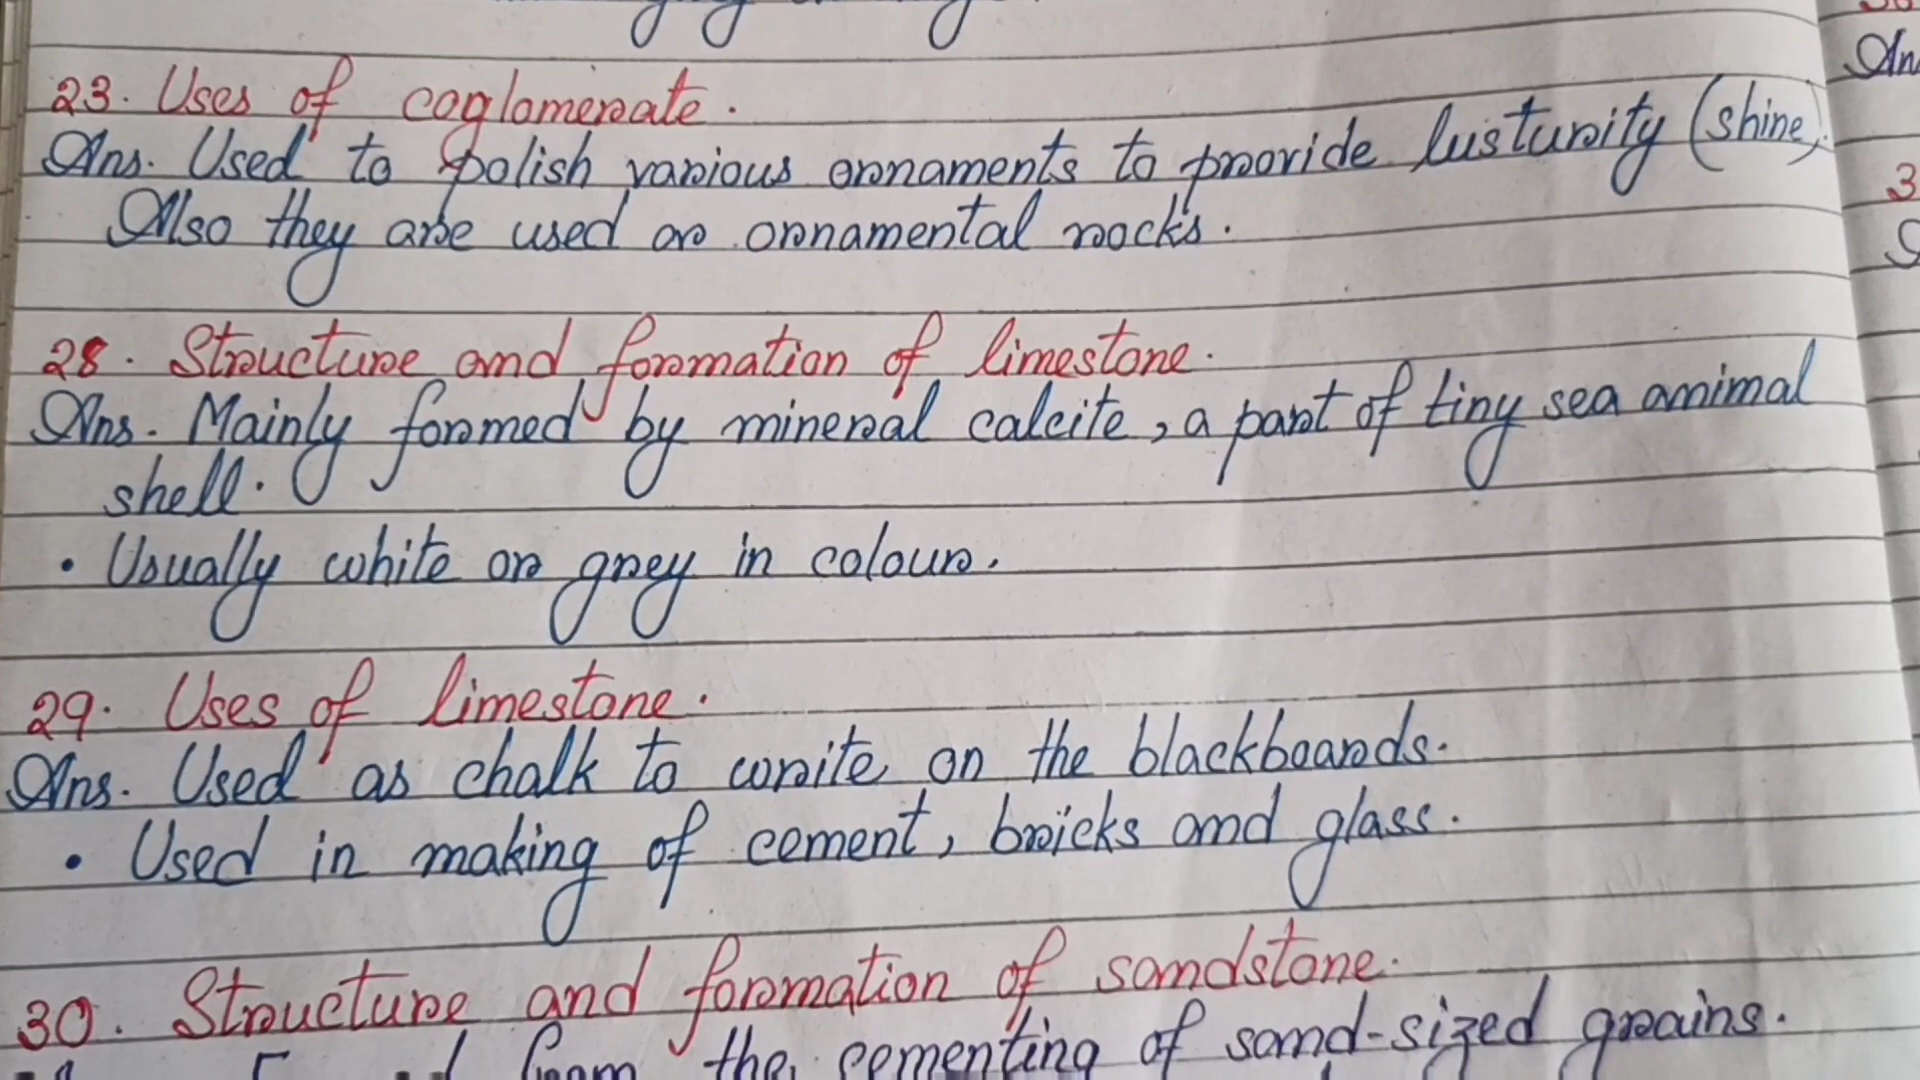 23. Uses of coglomerate.
Ans. Used to polish various ornaments to provide lusturity (shine).
Also they are used or ornamental rocks.
28. Structure and formation of limestone.
Ans. Mainly formed by mineral calcite, a part of tiny sea animal
shell.
• Usually white or grey in colour.
29. Uses of limestone.
Ans. Used as chalk to write on the blackboards.
• Used in making of cement, bricks and glass.
30. Structure and formation of sandstone.
from the cementing of sand-sized grains.